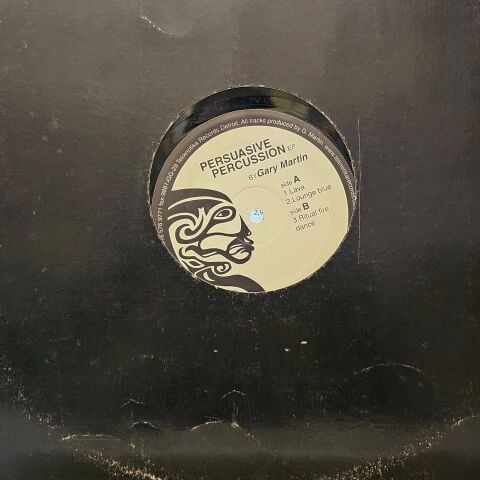 Teknotika Records Detroit. All tracks produced by G. Martin.
PERSUASIVE
PERCUSSION EP
BY Gary Martin
side A
1.Lava
2.Lounge blue
side B
3.Ritual fire
dance